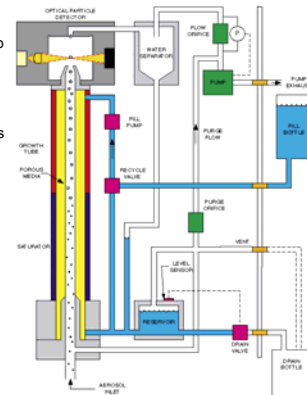 OPTICAL PARTICLE
DETECTOR
WATER
SEPARATOR
FLOW
ORIFICE
P
PUMP
PUMP
EXHAUST
FILL
BOTTLE
FILL
PUMP
PURGE
FLOW
GROWTH
TUBE
POROUS
MEDIA
RECYCLE
VALVE
PURGE
ORIFICE
SATURATOR
LEVEL
SENSOR
VENT
RESERVOIR
DRAIN
VALVE
DRAIN
BOTTLE
AEROSOL
INLET